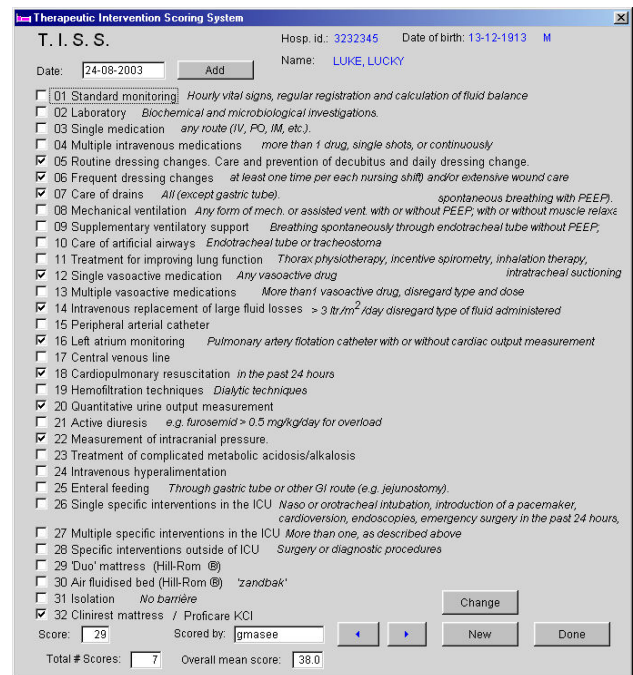 Therapeutic Intervention Scoring System
T. I. S. S. Hosp. id.: 3232345 Date of birth: 13-12-1913 M
Name: LUKE, LUCKY
Date: 24-08-2003 Add
01 Standard monitoring Hourly vital signs, regular registration and calculation of fluid balance
02 Laboratory Biochemical and microbiological investigations.
03 Single medication any route (IV, PO, IM, etc.).
04 Multiple intravenous medications more than 1 drug, single shots, or continuously
05 Routine dressing changes. Care and prevention of decubitus and daily dressing change.
06 Frequent dressing changes at least one time per each nursing shift) and/or extensive wound care
07 Care of drains All (except gastric tube). spontaneous breathing with PEEP).
08 Mechanical ventilation Any form of mech. or assisted vent. with or without PEEP; with or without muscle relaxa
09 Supplementary ventilatory support Breathing spontaneously through endotracheal tube without PEEP;
10 Care of artificial airways Endotracheal tube or tracheostoma
11 Treatment for improving lung function Thorax physiotherapy, incentive spirometry, inhalation therapy,
12 Single vasoactive medication Any vasoactive drug intratracheal suctioning
13 Multiple vasoactive medications More than1 vasoactive drug, disregard type and dose
14 Intravenous replacement of large fluid losses > 3 ltr/m2/day disregard type of fluid administered
15 Peripheral arterial catheter
16 Left atrium monitoring Pulmonary artery flotation catheter with or without cardiac output measurement
17 Central venous line
18 Cardiopulmonary resuscitation in the past 24 hours
19 Hemofiltration techniques Dialytic techniques
20 Quantitative urine output measurement
21 Active diuresis e.g. furosemid > 0.5 mg/kg/day for overload
22 Measurement of intracranial pressure.
23 Treatment of complicated metabolic acidosis/alkalosis
24 Intravenous hyperalimentation
25 Enteral feeding Through gastric tube or other GI route (e.g. jejunostomy).
26 Single specific interventions in the ICU Naso or orotracheal intubation, introduction of a pacemaker,
cardioversion, endoscopies, emergency surgery in the past 24 hours,
27 Multiple specific interventions in the ICU More than one, as described above
28 Specific interventions outside of ICU Surgery or diagnostic procedures
29 'Duo' mattress (Hill-Rom ®)
30 Air fluidised bed (Hill-Rom ®) 'zandbak'
31 Isolation No barrière
32 Clinirest mattress / Proficare KCI
Change
Score: 29 Scored by: gmasee New Done
Total # Scores: 7 Overall mean score: 38.0